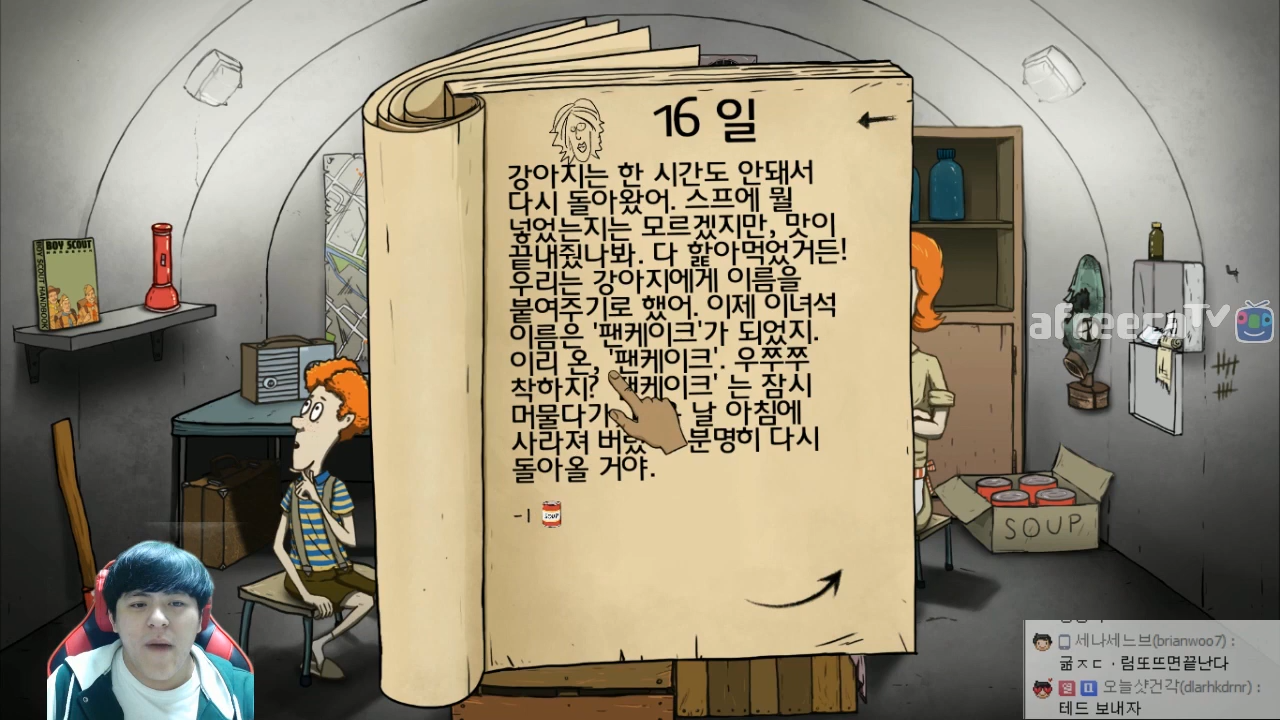 16 일
강아지는 한 시간도 안돼서
다시 돌아왔어. 스프에 뭘
넣었는지는 모르겠지만, 맛이
끝내줬나봐. 다 핥아먹었거든!
우리는 강아지에게 이름을
붙여주기로 했어. 이제 이녀석
이름은 '팬케이크'가 되었지.
이리 온, '팬케이크'. 우쭈쭈
착하지? 팬케이크' 는 잠시
머물다가 날 아침에
사라져 버렸 분명히 다시
돌아올 거야.
-1 SOUP
BOY SCOUT
BOY SCOUT HANDBOOK
SOUP
afreecaTV
세나세느브(brianwoo7) :
굶ㅈㄷ·림또뜨면끝난다
열 오늘샷건각(dlarhkdrnr) :
테드 보내자